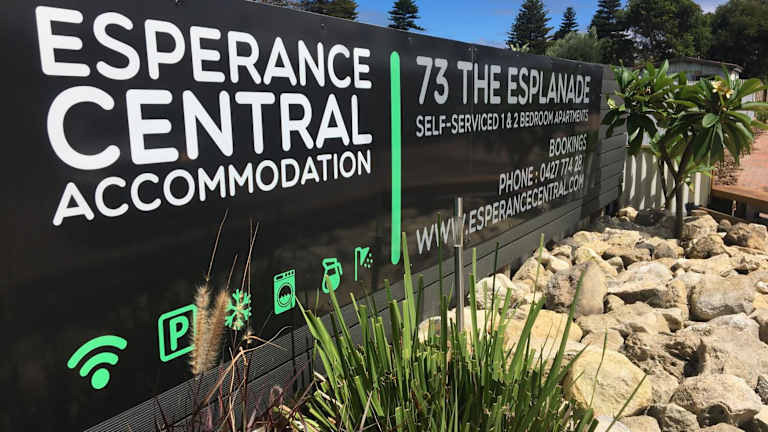 ESPERANCE
CENTRAL
ACCOMMODATION
73 THE ESPLANADE
SELF-SERVICED 1 & 2 BEDROOM APARTMENTS
BOOKINGS
PHONE : 0427 774 28
WWW.ESPERANCECENTRAL.COM
P